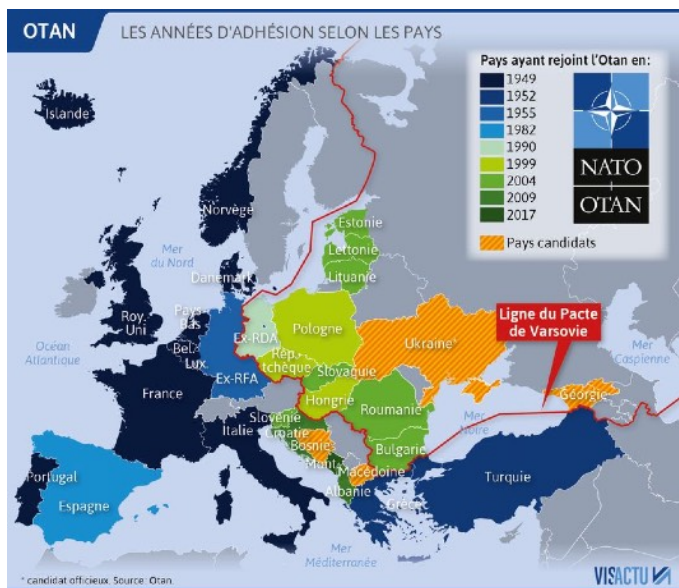 OTAN
LES ANNÉES D'ADHÉSION SELON LES PAYS
Pays ayant rejoint l'Otan en:
1949
1952
1955
1982
1990
1999
2004
2009
2017
Pays candidats
NATO
OTAN
Islande
Norvège
Estonie
Lettonie
Lituanie
Mer
du Nord
Danemark
Roy.-
Uni
Pays-
Bas
Ex-RDA
Pologne
Ukraine*
Ligne du Pacte
de Varsovie
Mer
Caspienne
Océan
Atlantique
Bel.
Lux.
Rép.
tchèque
Slovaquie
Ex-RFA
France
Hongrie
Géorgie
Roumanie
Mer
Noire
Slovénie
Croatie
Italie
Bosnie
Bulgarie
Mont.
Macédoine
Albanie
Portugal
Espagne
Grèce
Turquie
Mer
Méditerranée
* candidat officieux. Source: Otan.
VISACTU